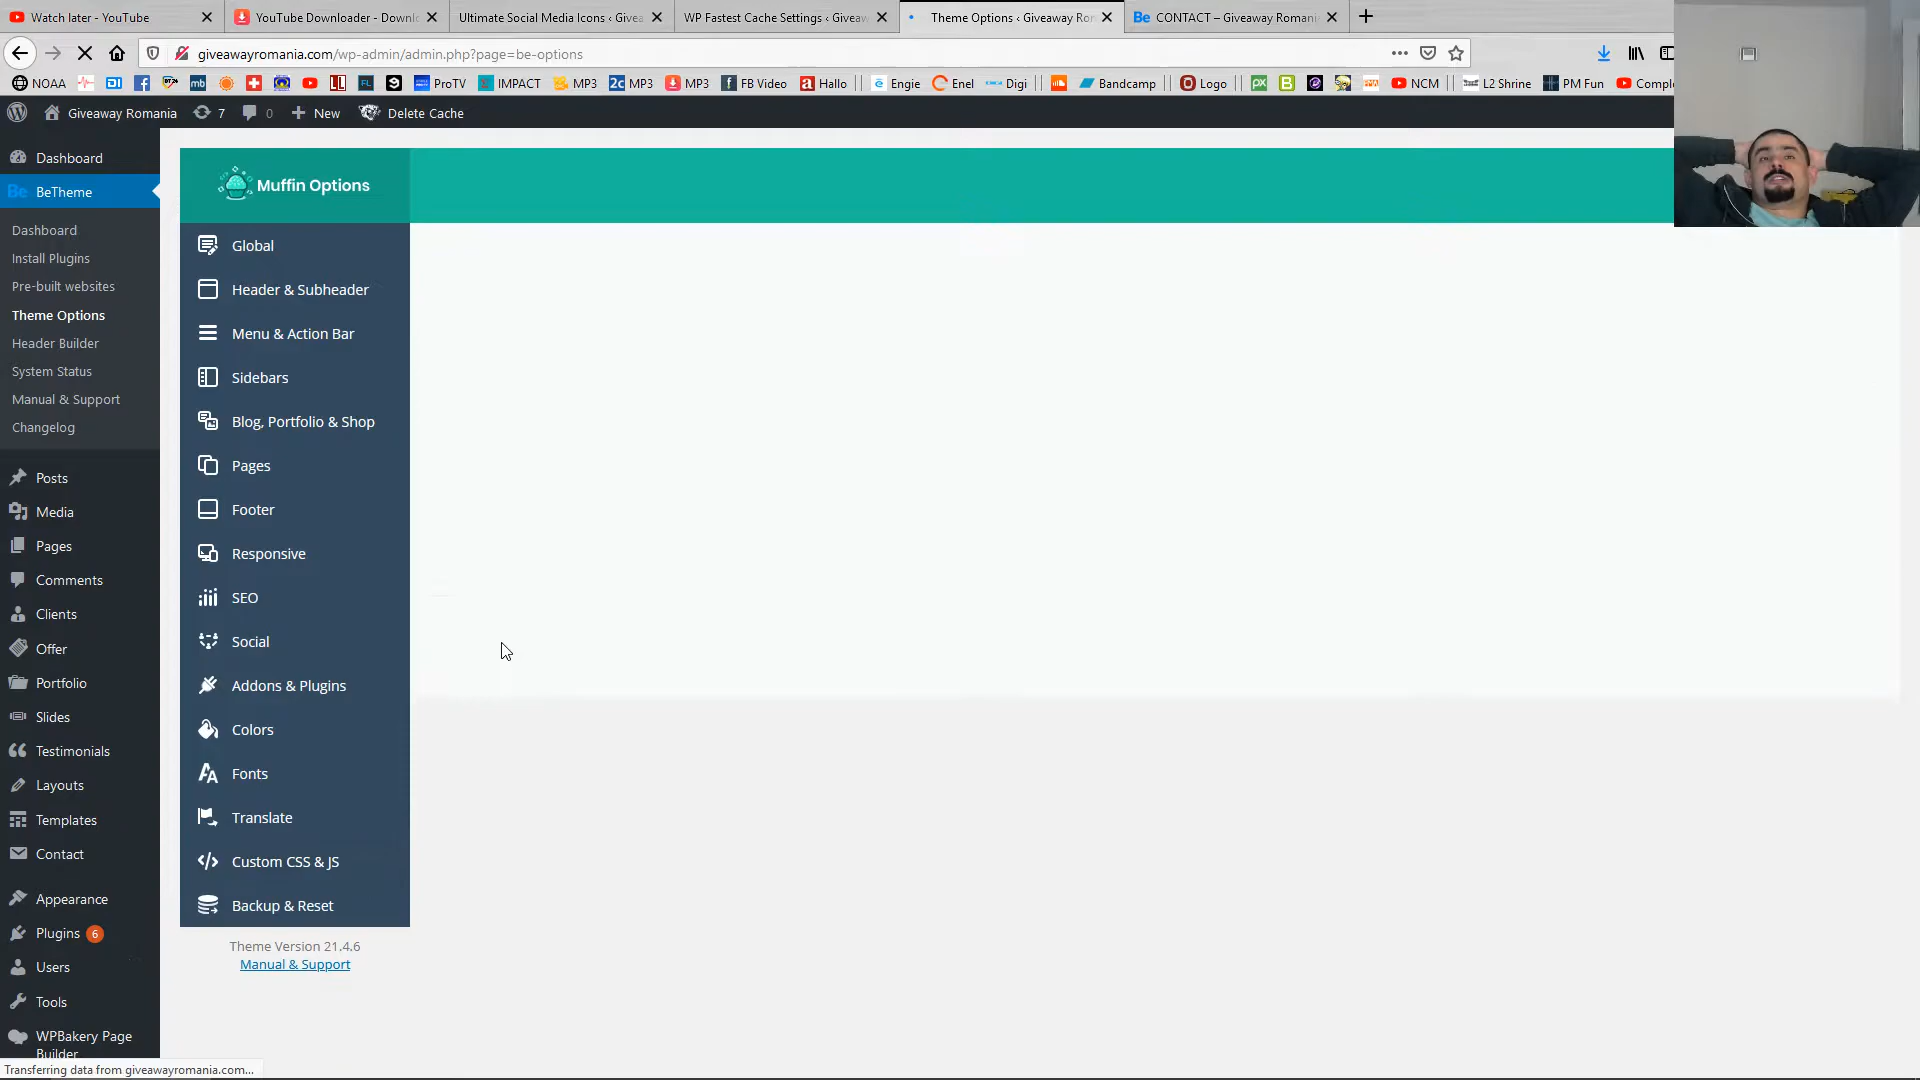 Watch later - YouTube
YouTube Downloader - Downl
Ultimate Social Media Icons ‹ Givea
WP Fastest Cache Settings ‹ Giveaw
Theme Options ‹ Giveaway Ro
CONTACT – Giveaway Romani
giveawayromania.com/wp-admin/admin.php?page=be-options
NOAA
ProTV
IMPACT
MP3
2c MP3
MP3
FB Video
Hallo
Engie
Enel
Digi
Bandcamp
Logo
NCM
L2 Shrine
PM Fun
Comple
Giveaway Romania
7
0
New
Delete Cache
Dashboard
Be BeTheme
Dashboard
Install Plugins
Pre-built websites
Theme Options
Header Builder
System Status
Manual & Support
Changelog
Posts
Media
Pages
Comments
Clients
Offer
Portfolio
Slides
Testimonials
Layouts
Templates
Contact
Appearance
Plugins 6
Users
Tools
WPBakery Page
Builder
Muffin Options
Global
Header & Subheader
Menu & Action Bar
Sidebars
Blog, Portfolio & Shop
Pages
Footer
Responsive
SEO
Social
Addons & Plugins
Colors
Fonts
Translate
Custom CSS & JS
Backup & Reset
Theme Version 21.4.6
Manual & Support
Transferring data from giveawayromania.com...